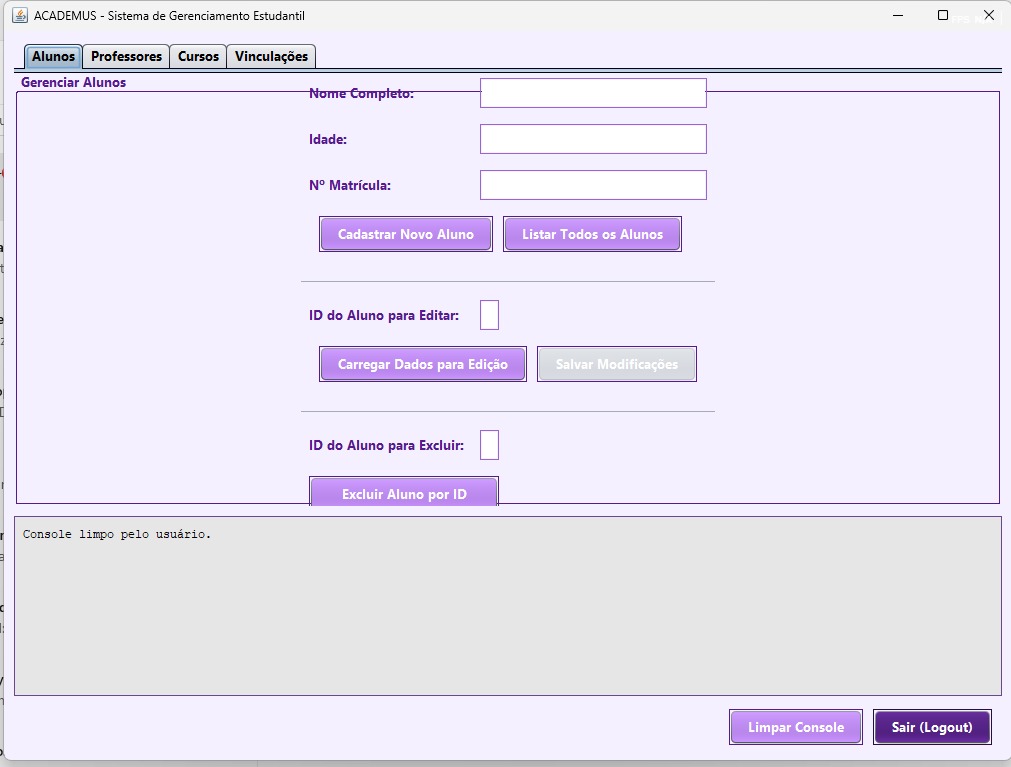 ACADEMUS - Sistema de Gerenciamento Estudantil
Alunos Professores Cursos Vinculações
Gerenciar Alunos
Nome Completo:
Idade:
Nº Matrícula:
Cadastrar Novo Aluno Listar Todos os Alunos
ID do Aluno para Editar:
Carregar Dados para Edição Salvar Modificações
ID do Aluno para Excluir:
Excluir Aluno por ID
Console limpo pelo usuário.
Limpar Console Sair (Logout)